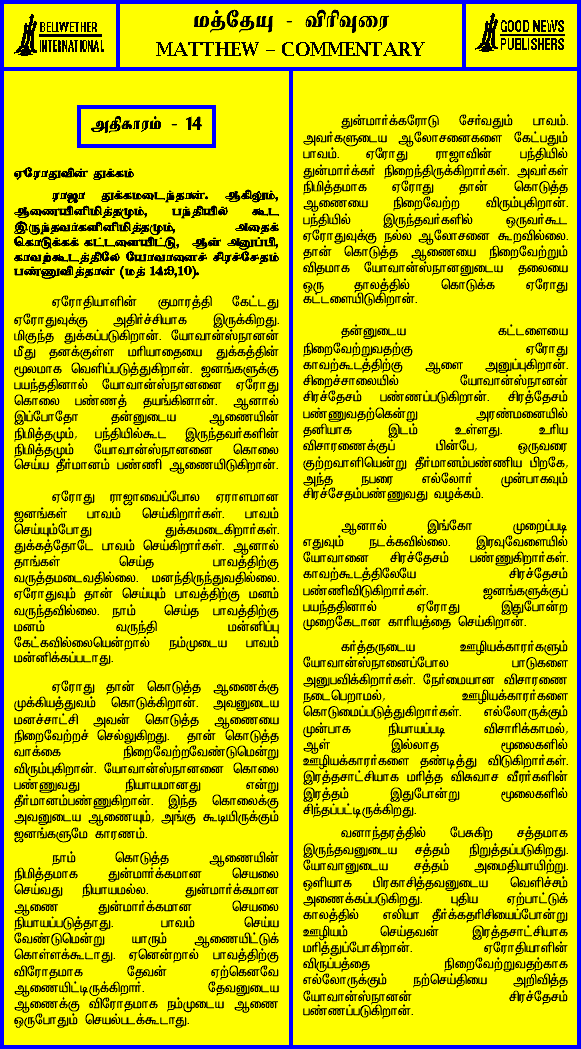 BELIWETHER
INTERNATIONAL
மத்தேயு - விரிவுரை
MATTHEW – COMMENTARY
GOOD NEWS
PUBLISHERS
அதிகாரம் - 14
ஏரோதுவின் துக்கம்
ராஜா துக்கமடைந்தான். ஆகிலும்,
ஆணையினிமித்தமும், பந்தியில் கூட
இருந்தவர்களினிமித்தமும், அதைக்
கொடுக்கக் கட்டளையிட்டு, ஆள் அனுப்பி,
காவற்கூடத்திலே யோவானைச் சிரச்சேதம்
பண்ணுவித்தான் (மத் 14:9,10).
ஏரோதியாளின் குமாரத்தி கேட்டது
ஏரோதுவுக்கு அதிர்ச்சியாக இருக்கிறது.
மிகுந்த துக்கப்படுகிறான். யோவான்ஸ்நானன்
மீது தனக்குள்ள மரியாதையை துக்கத்தின்
மூலமாக வெளிப்படுத்துகிறான். ஜனங்களுக்கு
பயந்ததினால் யோவான்ஸ்நானனை ஏரோது
கொலை பண்ணத் தயங்கினான். ஆனால்
இப்போதோ தன்னுடைய ஆணையின்
நிமித்தமும், பந்தியில்கூட இருந்தவர்களின்
நிமித்தமும் யோவான்ஸ்நானனை கொலை
செய்ய தீர்மானம் பண்ணி ஆணையிடுகிறான்.
ஏரோது ராஜாவைப்போல ஏராளமான
ஜனங்கள் பாவம் செய்கிறார்கள். பாவம்
செய்யும்போது துக்கமடைகிறார்கள்.
துக்கத்தோடே பாவம் செய்கிறார்கள். ஆனால்
தாங்கள் செய்த பாவத்திற்கு
வருத்தமடைவதில்லை. மனந்திருந்துவதில்லை.
ஏரோதுவும் தான் செய்யும் பாவத்திற்கு மனம்
வருந்தவில்லை. நாம் செய்த பாவத்திற்கு
மனம் வருந்தி மன்னிப்பு
கேட்கவில்லையென்றால் நம்முடைய பாவம்
மன்னிக்கப்படாது.
ஏரோது தான் கொடுத்த ஆணைக்கு
முக்கியத்துவம் கொடுக்கிறான். அவனுடைய
மனச்சாட்சி அவன் கொடுத்த ஆணையை
நிறைவேற்றச் செல்லுகிறது. தான் கொடுத்த
வாக்கை நிறைவேற்றவேண்டுமென்று
விரும்புகிறான். யோவான்ஸ்நானனை கொலை
பண்ணுவது நியாயமானது என்று
தீர்மானம்பண்ணுகிறான். இந்த கொலைக்கு
அவனுடைய ஆணையும், அங்கு கூடியிருக்கும்
ஜனங்களுமே காரணம்.
நாம் கொடுத்த ஆணையின்
நிமித்தமாக துன்மார்க்கமான செயலை
செய்வது நியாயமல்ல. துன்மார்க்கமான
ஆணை துன்மார்க்கமான செயலை
நியாயப்படுத்தாது. பாவம் செய்ய
வேண்டுமென்று யாரும் ஆணையிட்டுக்
கொள்ளக்கூடாது. ஏனென்றால் பாவத்திற்கு
விரோதமாக தேவன் ஏற்கெனவே
ஆணையிட்டிருக்கிறார். தேவனுடைய
ஆணைக்கு விரோதமாக நம்முடைய ஆணை
ஒருபோதும் செயல்படக்கூடாது.
துன்மார்க்கரோடு சேர்வதும் பாவம்.
அவர்களுடைய ஆலோசனைகளை கேட்பதும்
பாவம். ஏரோது ராஜாவின் பந்தியில்
துன்மார்க்கர் நிறைந்திருக்கிறார்கள். அவர்கள்
நிமித்தமாக ஏரோது தான் கொடுத்த
ஆணையை நிறைவேற்ற விரும்புகிறான்.
பந்தியில் இருந்தவர்களில் ஒருவர்கூட
ஏரோதுவுக்கு நல்ல ஆலோசனை கூறவில்லை.
தான் கொடுத்த ஆணையை நிறைவேற்றும்
விதமாக யோவான்ஸ்நானனுடைய தலையை
ஒரு தாலத்தில் கொடுக்க ஏரோது
கட்டளையிடுகிறான்.
தன்னுடைய கட்டளையை
நிறைவேற்றுவதற்கு ஏரோது
காவற்கூடத்திற்கு ஆளை அனுப்புகிறான்.
சிறைச்சாலையில் யோவான்ஸ்நானன்
சிரச்தேசம் பண்ணப்படுகிறான். சிரத்தேசம்
பண்ணுவதற்கென்று அரண்மனையில்
தனியாக இடம் உள்ளது. உரிய
விசாரணைக்குப் பின்பே, ஒருவரை
குற்றவாளியென்று தீர்மானம்பண்ணிய பிறகே,
அந்த நபரை எல்லோர் முன்பாகவும்
சிரச்சேதம்பண்ணுவது வழக்கம்.
ஆனால் இங்கோ முறைப்படி
எதுவும் நடக்கவில்லை. இரவுவேளையில்
யோவானை சிரச்தேசம் பண்ணுகிறார்கள்.
காவற்கூடத்திலேயே சிரச்தேசம்
பண்ணிவிடுகிறார்கள். ஜனங்களுக்குப்
பயந்ததினால் ஏரோது இதுபோன்ற
முறைகேடான காரியத்தை செய்கிறான்.
கர்த்தருடைய ஊழியக்காரர்களும்
யோவான்ஸ்நானைப்போல பாடுகளை
அனுபவிக்கிறார்கள். நேர்மையான விசாரணை
நடைபெறாமல், ஊழியக்காரர்களை
கொடுமைப்படுத்துகிறார்கள். எல்லோருக்கும்
முன்பாக நியாயப்படி விசாரிக்காமல்,
ஆள் இல்லாத மூலைகளில்
ஊழியக்காரர்களை தண்டித்து விடுகிறார்கள்.
இரத்தசாட்சியாக மரித்த விசுவாச வீரர்களின்
இரத்தம் இதுபோன்று மூலைகளில்
சிந்தப்பட்டிருக்கிறது.
வனாந்தரத்தில் பேசுகிற சத்தமாக
இருந்தவனுடைய சத்தம் நிறுத்தப்படுகிறது.
யோவானுடைய சத்தம் அமைதியாயிற்று.
ஒளியாக பிரகாசித்தவனுடைய வெளிச்சம்
அணைக்கப்படுகிறது. புதிய ஏற்பாட்டுக்
காலத்தில் எலியா தீர்க்கதரிசியைப்போன்று
ஊழியம் செய்தவன் இரத்தசாட்சியாக
மரித்துப்போகிறான். ஏரோதியாளின்
விருப்பத்தை நிறைவேற்றுவதற்காக
எல்லோருக்கும் நற்செய்தியை அறிவித்த
யோவான்ஸ்நானன் சிரச்தேசம்
பண்ணப்படுகிறான்.